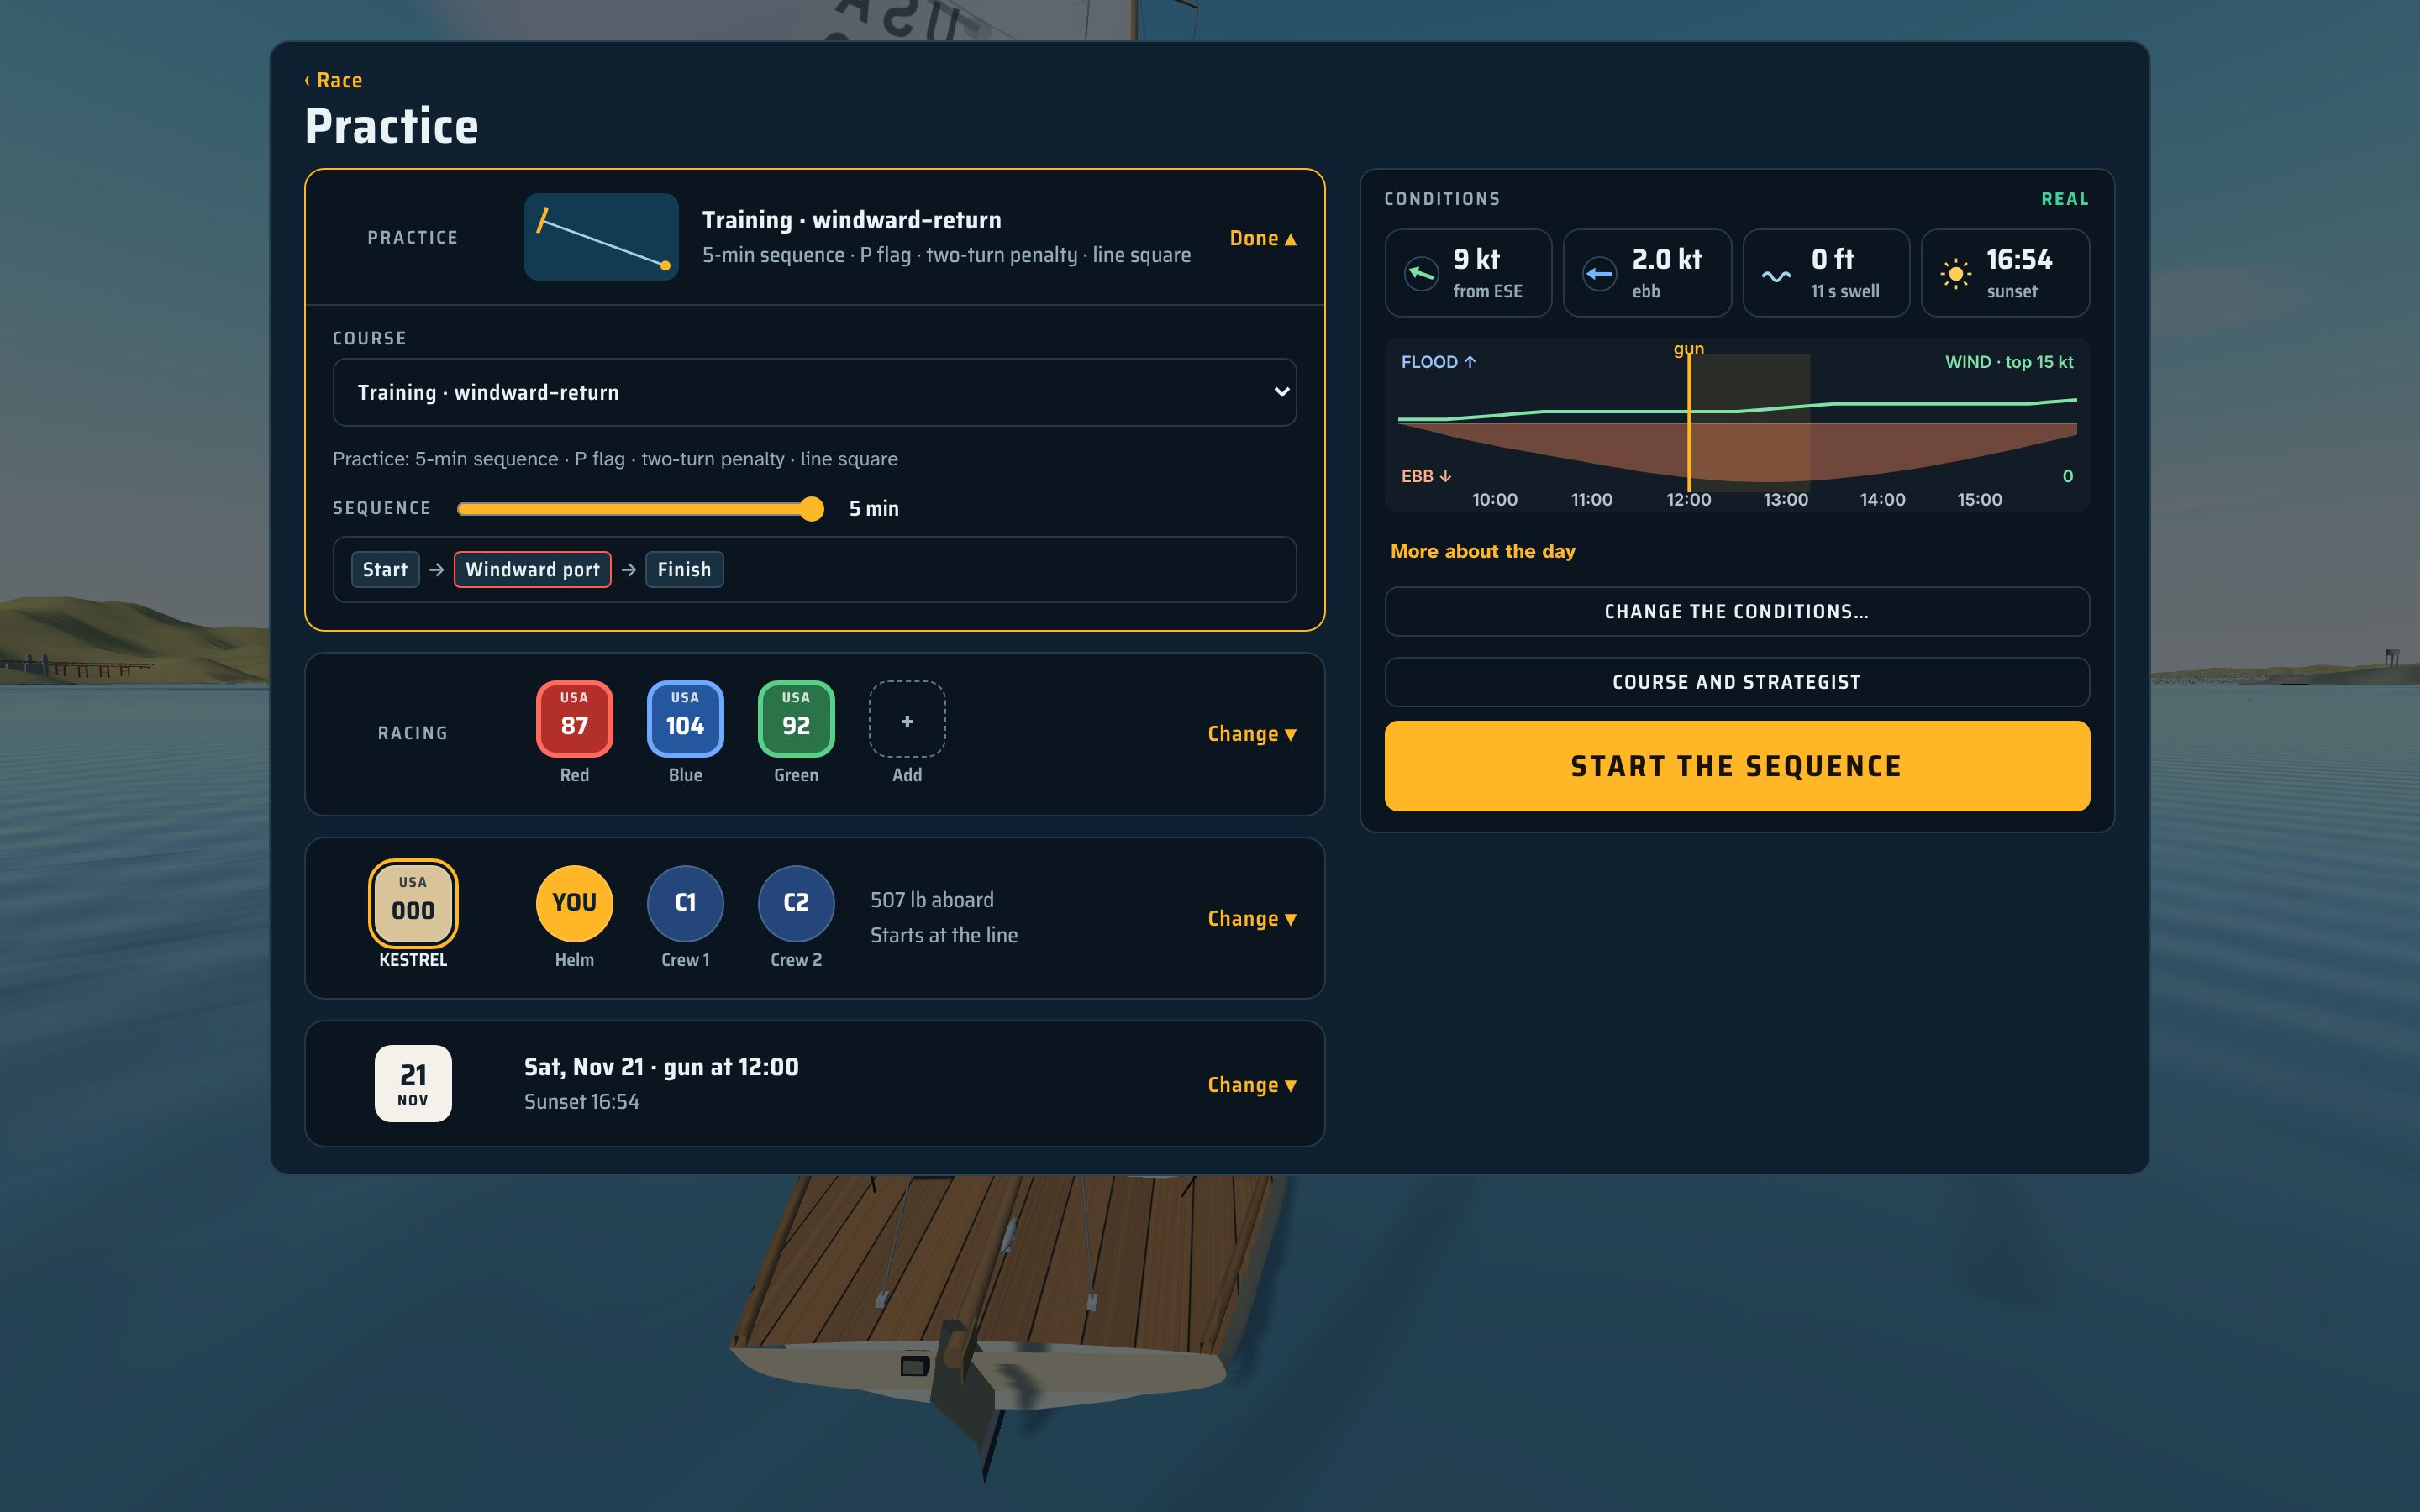 ‹ Race
Practice
PRACTICE
Training · windward–return
5-min sequence · P flag · two-turn penalty · line square
Done ▴
COURSE
Training · windward–return
Practice: 5-min sequence · P flag · two-turn penalty · line square
SEQUENCE
5 min
Start → Windward port → Finish
RACING
USA 87
Red
USA 104
Blue
USA 92
Green
+
Add
Change ▾
USA
000
KESTREL
YOU
Helm
C1
Crew 1
C2
Crew 2
507 lb aboard
Starts at the line
Change ▾
21
NOV
Sat, Nov 21 · gun at 12:00
Sunset 16:54
Change ▾
CONDITIONS
REAL
9 kt
from ESE
2.0 kt
ebb
0 ft
11 s swell
16:54
sunset
gun
FLOOD ↑
WIND · top 15 kt
EBB ↓
0
10:00 11:00 12:00 13:00 14:00 15:00
More about the day
CHANGE THE CONDITIONS…
COURSE AND STRATEGIST
START THE SEQUENCE
USA